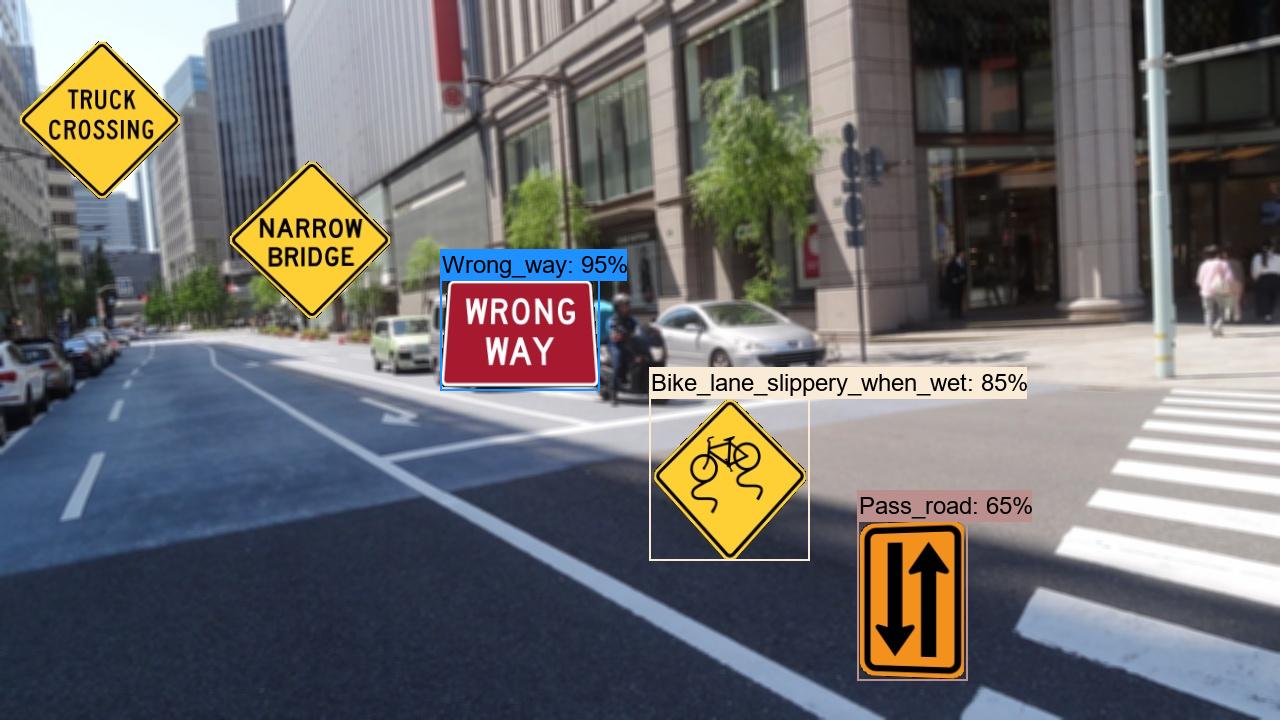 TRUCK
CROSSING
NARROW
BRIDGE
Wrong_way: 95%
WRONG
WAY
Bike_lane_slippery_when_wet: 85%
Pass_road: 65%